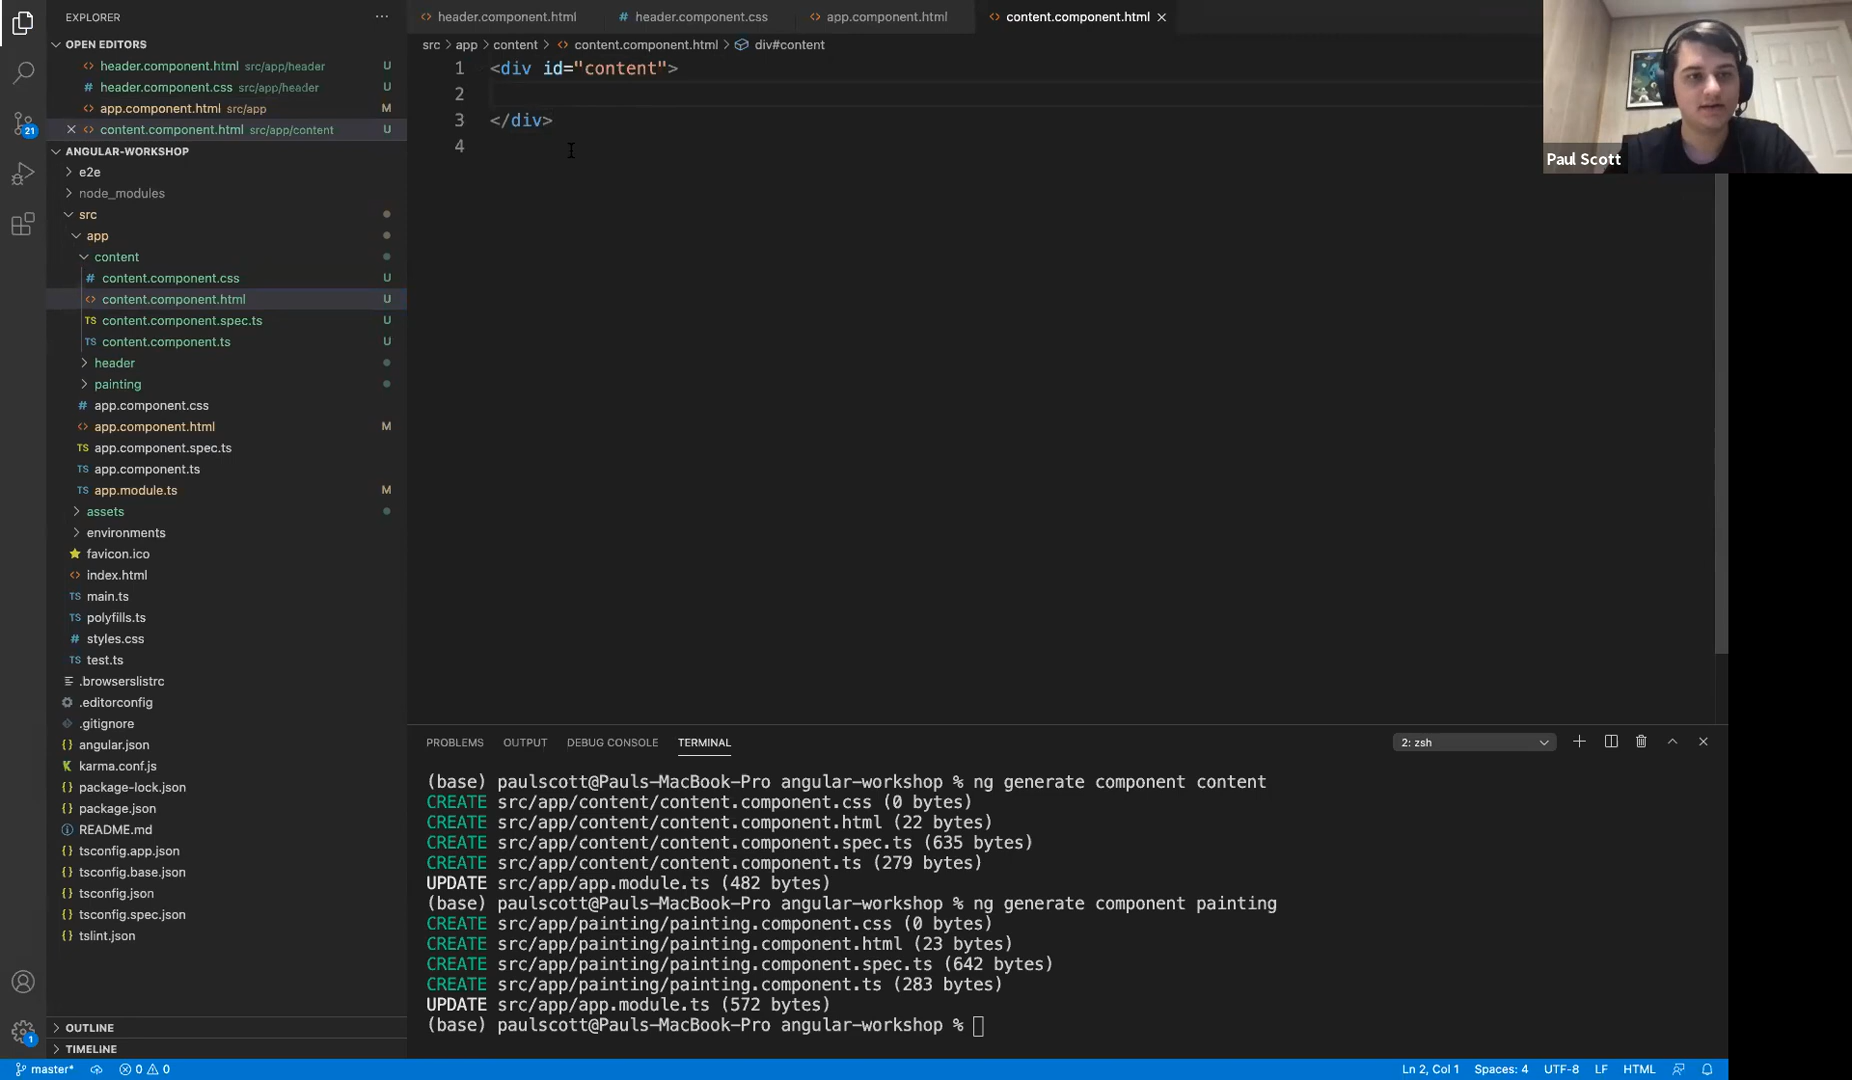 EXPLORER
OPEN EDITORS
header.component.html src/app/header U
header.component.css src/app/header U
app.component.html src/app M
content.component.html src/app/content U
ANGULAR-WORKSHOP
e2e
node_modules
src
app
content
content.component.css U
content.component.html U
content.component.spec.ts U
content.component.ts U
header
painting
app.component.css
app.component.html M
app.component.spec.ts
app.component.ts
app.module.ts M
assets
environments
favicon.ico
index.html
main.ts
polyfills.ts
styles.css
test.ts
.browserslistrc
.editorconfig
.gitignore
angular.json
karma.conf.js
package-lock.json
package.json
README.md
tsconfig.app.json
tsconfig.base.json
tsconfig.json
tsconfig.spec.json
tslint.json
OUTLINE
TIMELINE
21
1
header.component.html header.component.css app.component.html content.component.html
src > app > content > content.component.html > div#content
1 <div id="content">
2
3 </div>
4
Paul Scott
PROBLEMS OUTPUT DEBUG CONSOLE TERMINAL 2: zsh
(base) paulscott@Pauls-MacBook-Pro angular-workshop % ng generate component content
CREATE src/app/content/content.component.css (0 bytes)
CREATE src/app/content/content.component.html (22 bytes)
CREATE src/app/content/content.component.spec.ts (635 bytes)
CREATE src/app/content/content.component.ts (279 bytes)
UPDATE src/app/app.module.ts (482 bytes)
(base) paulscott@Pauls-MacBook-Pro angular-workshop % ng generate component painting
CREATE src/app/painting/painting.component.css (0 bytes)
CREATE src/app/painting/painting.component.html (23 bytes)
CREATE src/app/painting/painting.component.spec.ts (642 bytes)
CREATE src/app/painting/painting.component.ts (283 bytes)
UPDATE src/app/app.module.ts (572 bytes)
(base) paulscott@Pauls-MacBook-Pro angular-workshop %
master* 0 0 Ln 2, Col 1 Spaces: 4 UTF-8 LF HTML